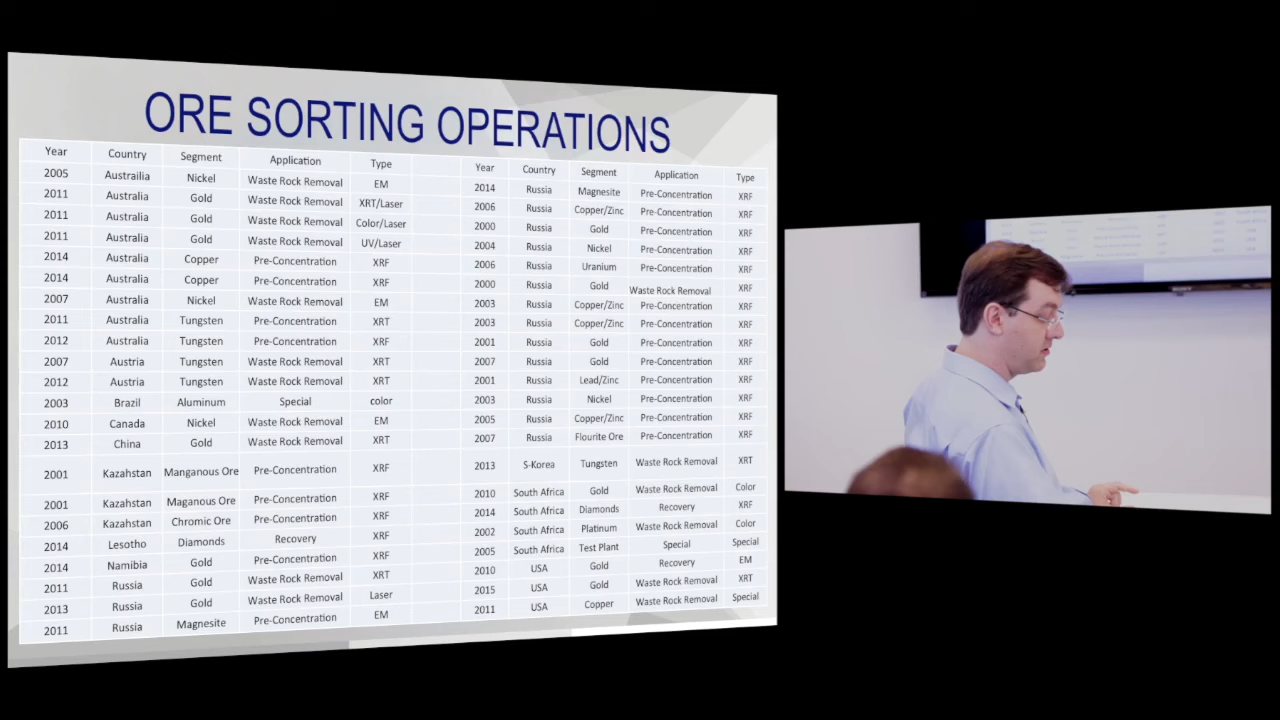 ORE SORTING OPERATIONS
Year Country Segment Application Type Year Country Segment Application Type
2005 Austrailia Nickel Waste Rock Removal EM 2014 Russia Magnesite Pre-Concentration XRF
2011 Australia Gold Waste Rock Removal XRT/Laser 2006 Russia Copper/Zinc Pre-Concentration XRF
2011 Australia Gold Waste Rock Removal Color/Laser 2000 Russia Gold Pre-Concentration XRF
2011 Australia Gold Waste Rock Removal UV/Laser 2004 Russia Nickel Pre-Concentration XRF
2014 Australia Copper Pre-Concentration XRF 2006 Russia Uranium Pre-Concentration XRF
2014 Australia Copper Pre-Concentration XRF 2000 Russia Gold Waste Rock Removal XRF
2007 Australia Nickel Waste Rock Removal EM 2003 Russia Copper/Zinc Pre-Concentration XRF
2011 Australia Tungsten Pre-Concentration XRT 2003 Russia Copper/Zinc Pre-Concentration XRF
2012 Australia Tungsten Pre-Concentration XRF 2001 Russia Gold Pre-Concentration XRF
2007 Austria Tungsten Waste Rock Removal XRT 2007 Russia Gold Pre-Concentration XRF
2012 Austria Tungsten Waste Rock Removal XRT 2001 Russia Lead/Zinc Pre-Concentration XRF
2003 Brazil Aluminum Special color 2003 Russia Nickel Pre-Concentration XRF
2010 Canada Nickel Waste Rock Removal EM 2005 Russia Copper/Zinc Pre-Concentration XRF
2013 China Gold Waste Rock Removal XRT 2007 Russia Flourite Ore Pre-Concentration XRF
2001 Kazahstan Manganous Ore Pre-Concentration XRF 2013 S-Korea Tungsten Waste Rock Removal XRT
2001 Kazahstan Maganous Ore Pre-Concentration XRF 2010 South Africa Gold Waste Rock Removal Color
2006 Kazahstan Chromic Ore Pre-Concentration XRF 2014 South Africa Diamonds Recovery XRF
2014 Lesotho Diamonds Recovery XRF 2002 South Africa Platinum Waste Rock Removal Color
2014 Namibia Gold Pre-Concentration XRF 2005 South Africa Test Plant Special Special
2011 Russia Gold Waste Rock Removal XRT 2010 USA Gold Recovery EM
2013 Russia Gold Waste Rock Removal Laser 2015 USA Gold Waste Rock Removal XRT
2011 Russia Magnesite Pre-Concentration EM 2011 USA Copper Waste Rock Removal Special
SONY